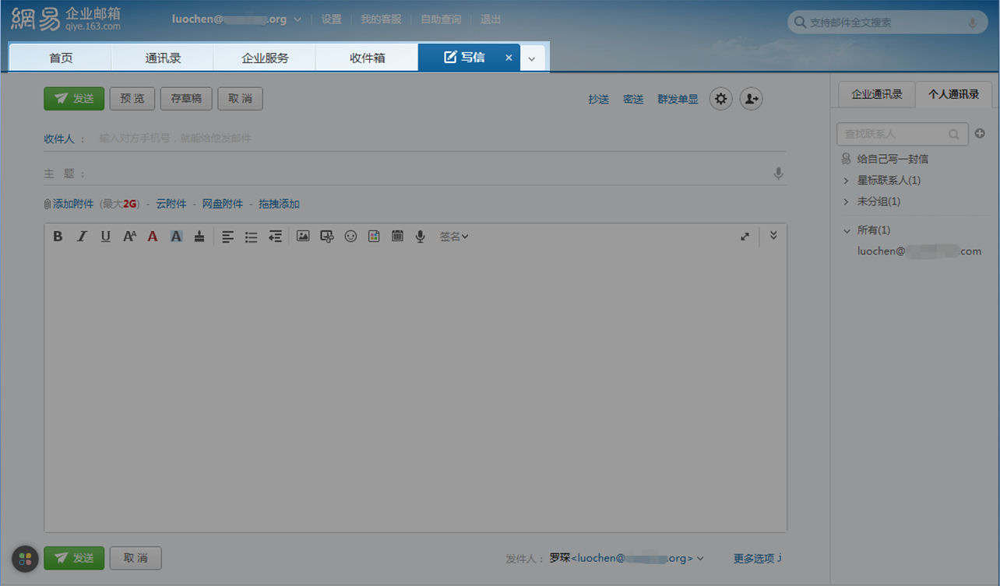 網易 企业邮箱
qiye.163.com
luochen@ .org 设置 我的客服 自助查询 退出
支持邮件全文搜索
首页 通讯录 企业服务 收件箱 写信
发送 预 览 存草稿 取 消 抄送 密送 群发单显
企业通讯录 个人通讯录
收件人 ： 输入对方手机号，就能给他发邮件
查找联系人
主 题 ：
给自己写一封信
星标联系人(1)
未分组(1)
所有(1)
luochen@ com
添加附件 (最大2G) - 云附件 - 网盘附件 - 拖拽添加
B I U AA A A 签名
发送 取 消 发件人 ： 罗琛<luochen@ .org> 更多选项